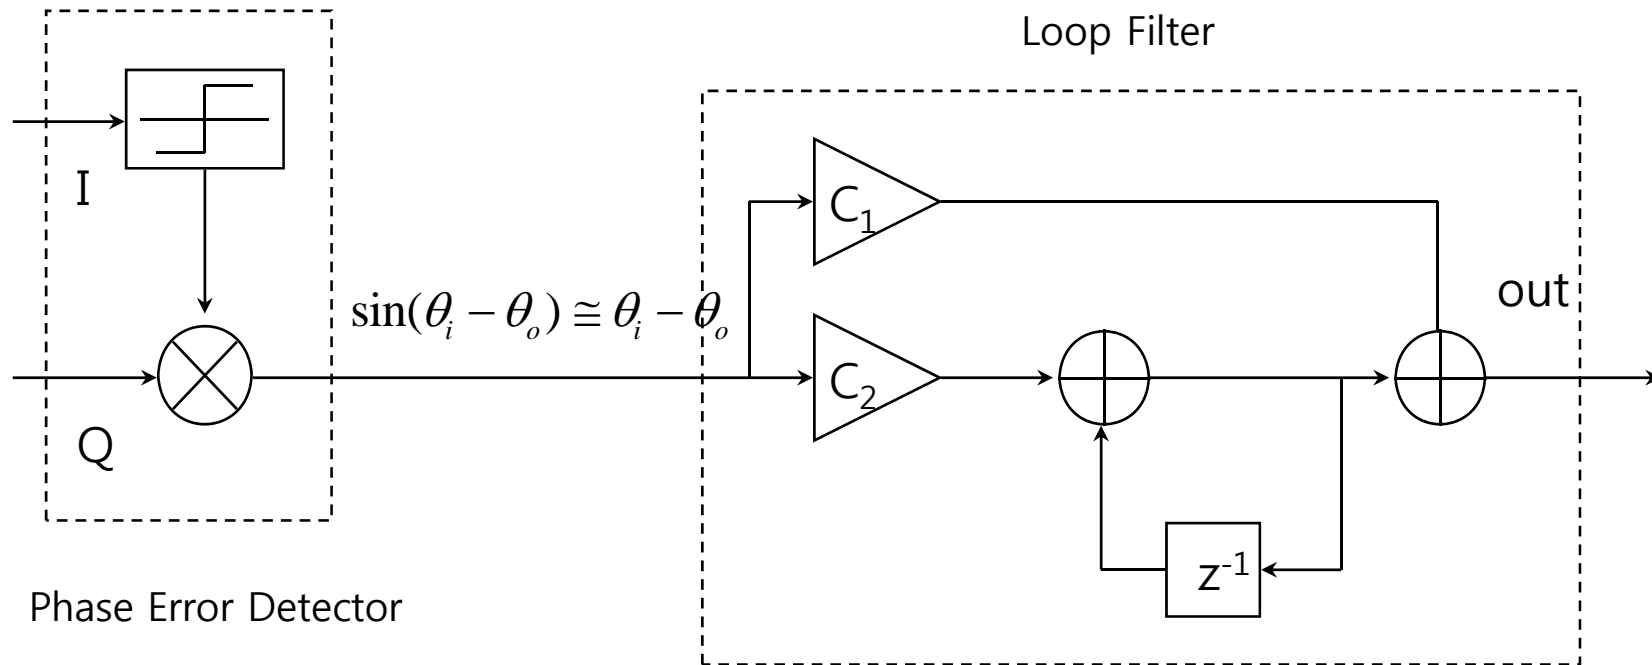 Loop Filter
I
C₁
sin(θᵢ − θₒ) ≅ θᵢ − θₒ
out
C₂
Q
z⁻¹
Phase Error Detector